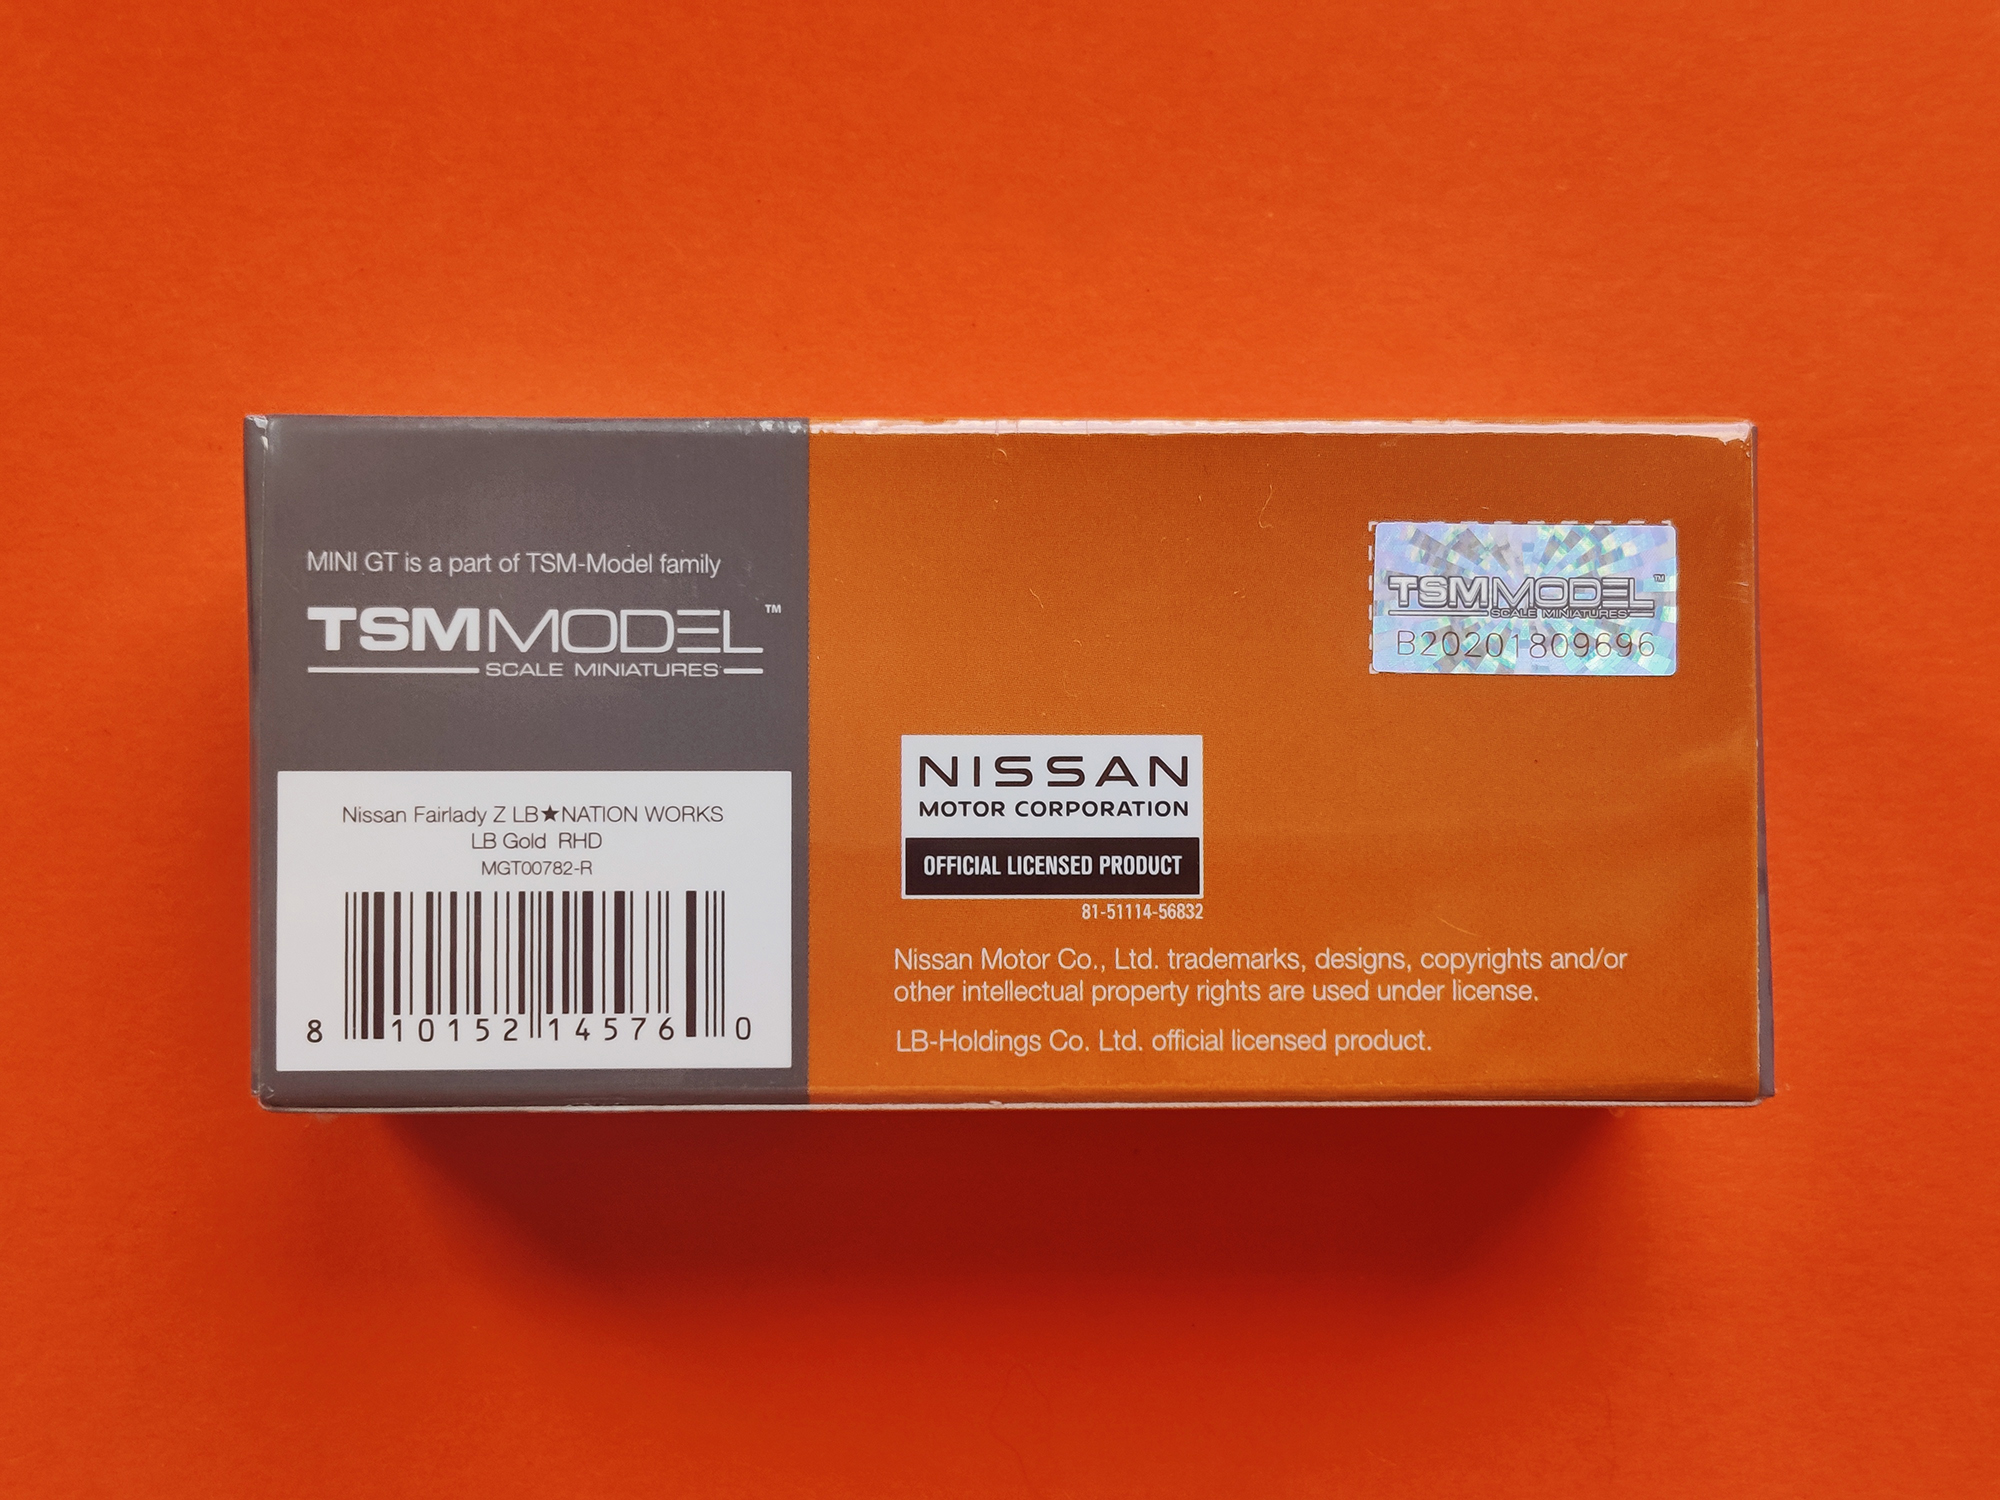 MINI GT is a part of TSM-Model family
TSMMODEL™
SCALE MINIATURES
Nissan Fairlady Z LB★NATION WORKS
LB Gold RHD
MGT00782-R
8 10152 14576 0
TSMMODEL™
SCALE MINIATURES
B20201809696
NISSAN
MOTOR CORPORATION
OFFICIAL LICENSED PRODUCT
81-51114-56832
Nissan Motor Co., Ltd. trademarks, designs, copyrights and/or
other intellectual property rights are used under license.
LB-Holdings Co. Ltd. official licensed product.